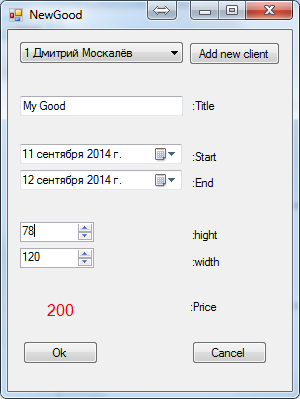 NewGood
1 Дмитрий Москалёв
Add new client
My Good :Title
11 сентября 2014 г. :Start
12 сентября 2014 г. :End
78 :hight
120 :width
200 :Price
Ok Cancel